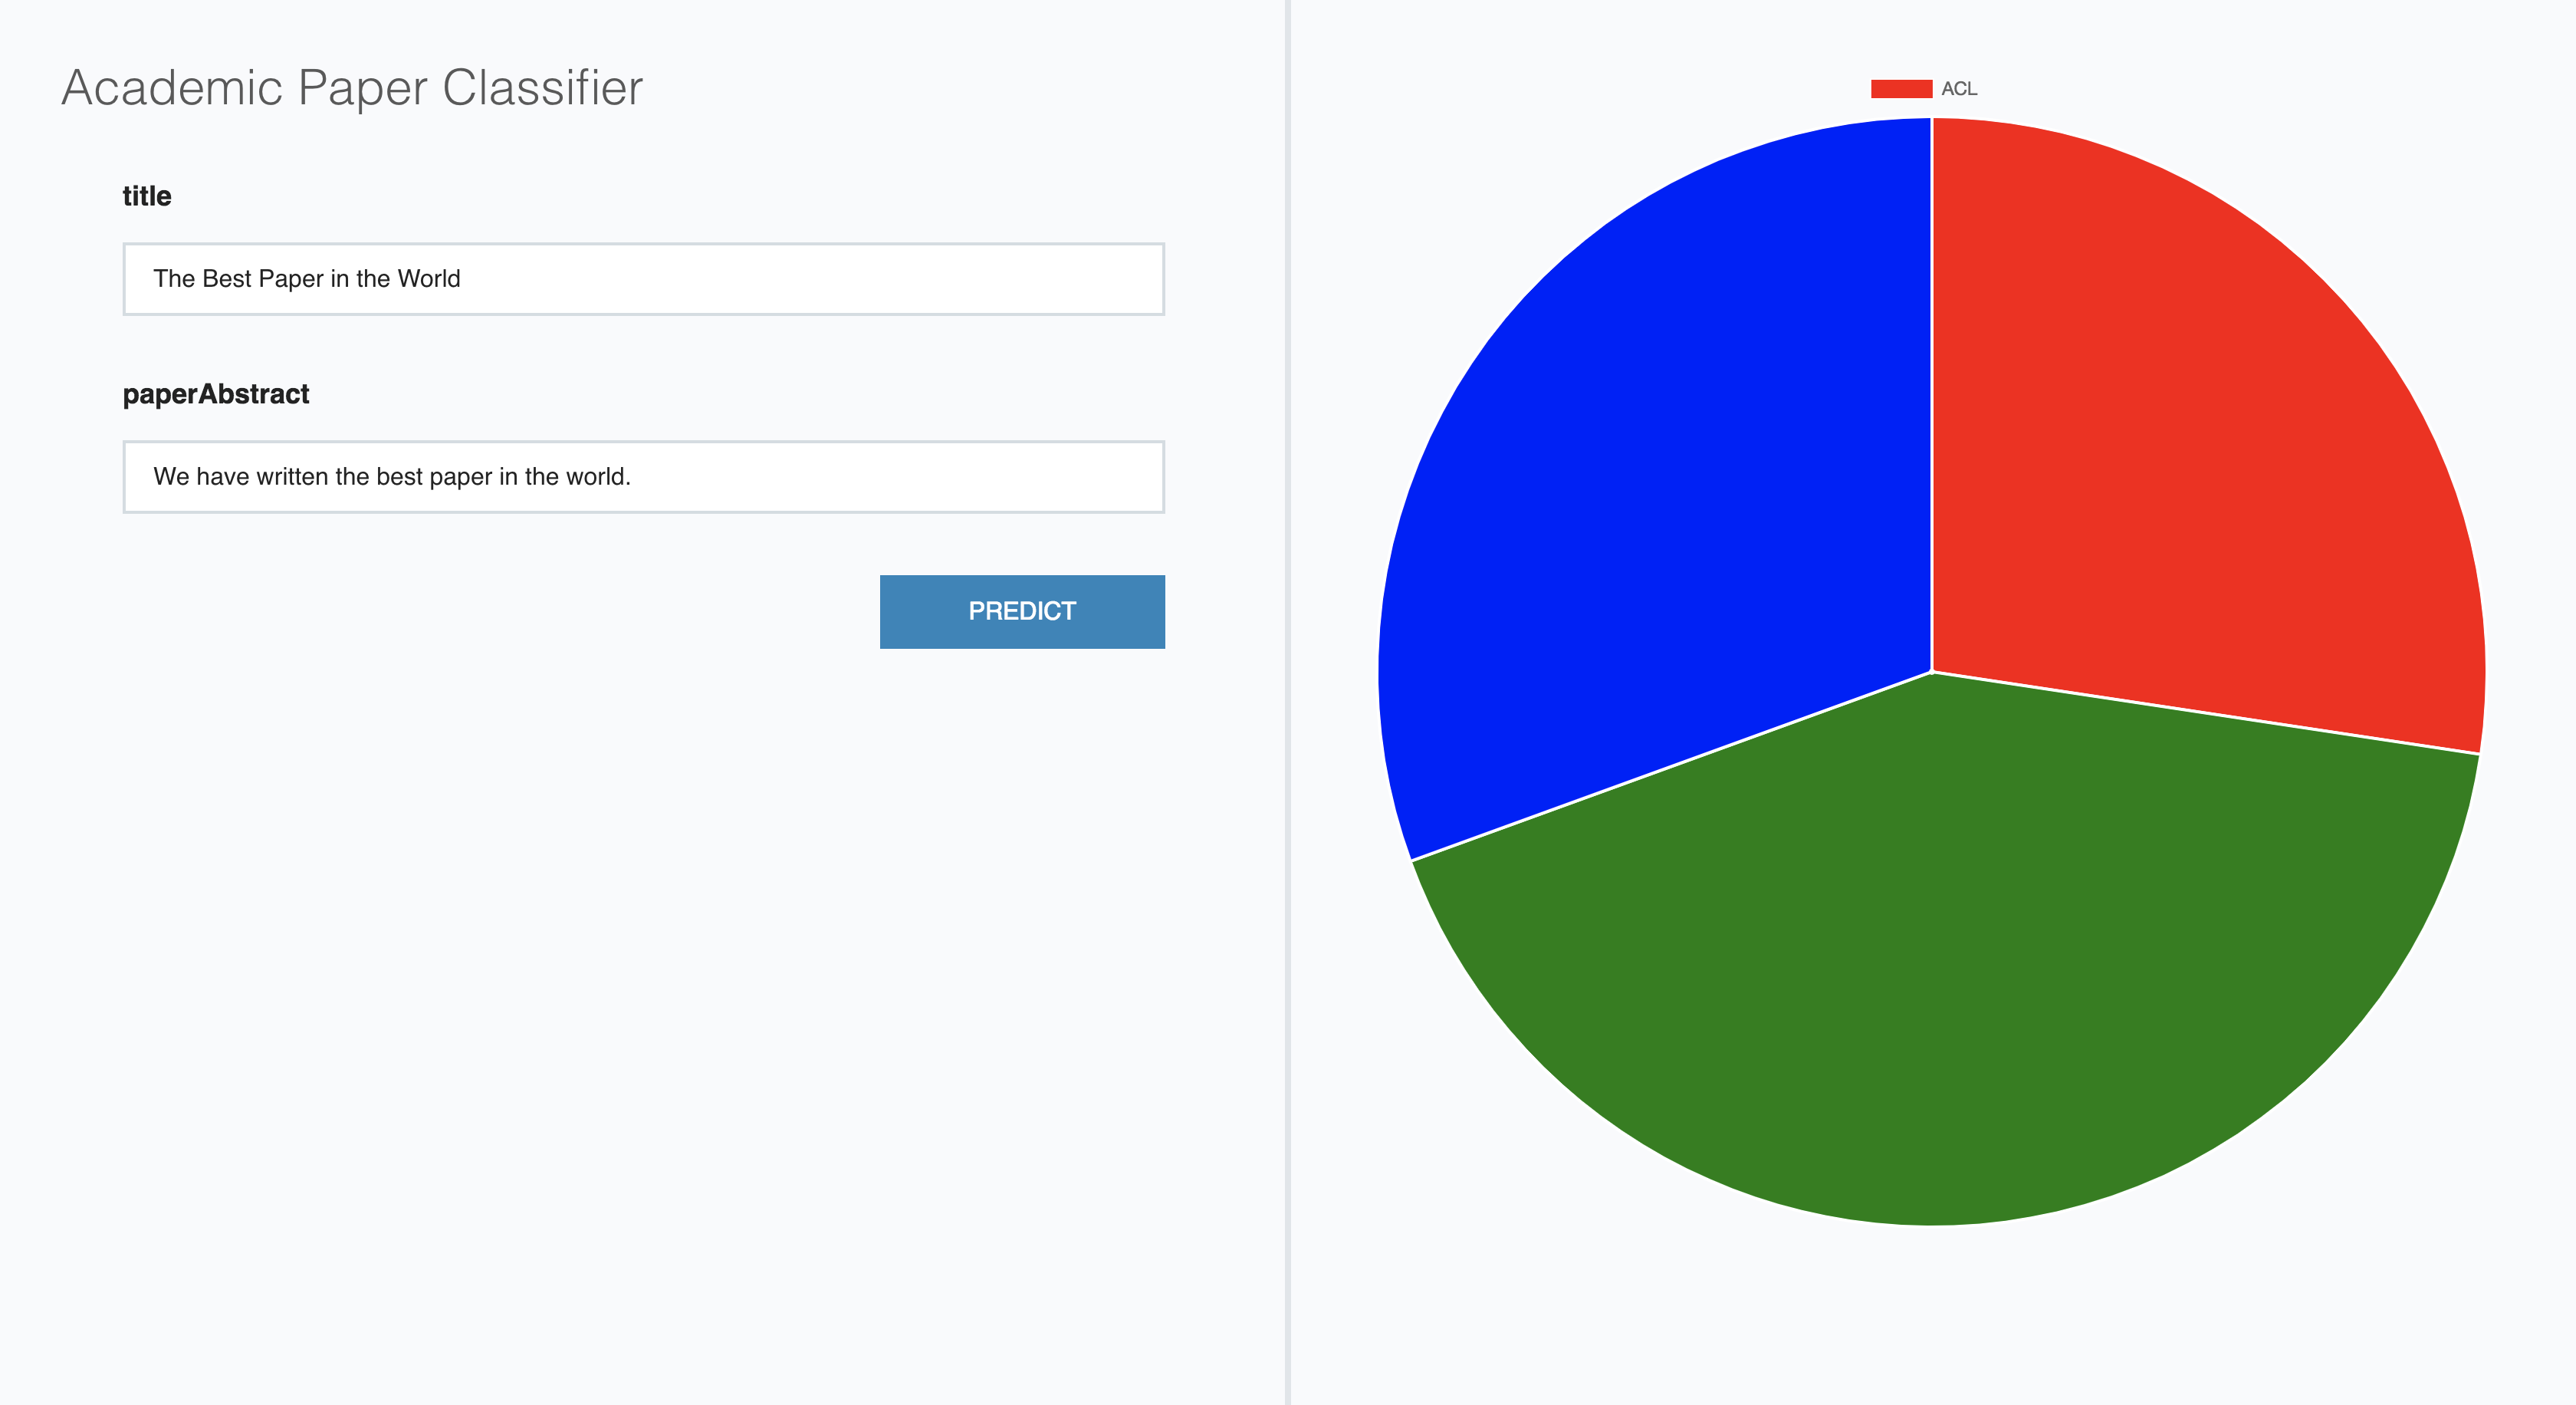 Academic Paper Classifier
title
The Best Paper in the World
paperAbstract
We have written the best paper in the world.
PREDICT
ACL